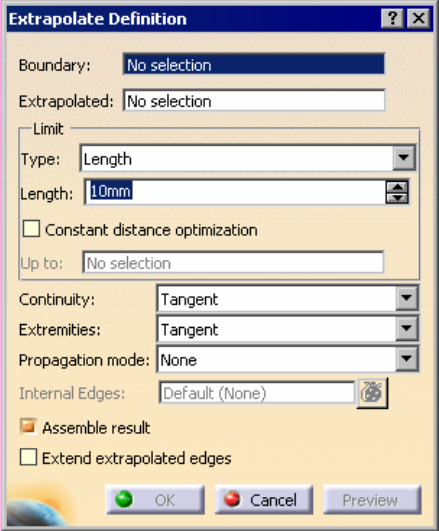 Extrapolate Definition
Boundary: No selection
Extrapolated: No selection
Limit
Type: Length
Length: 10mm
Constant distance optimization
Up to: No selection
Continuity: Tangent
Extremities: Tangent
Propagation mode: None
Internal Edges: Default (None)
Assemble result
Extend extrapolated edges
OK Cancel Preview